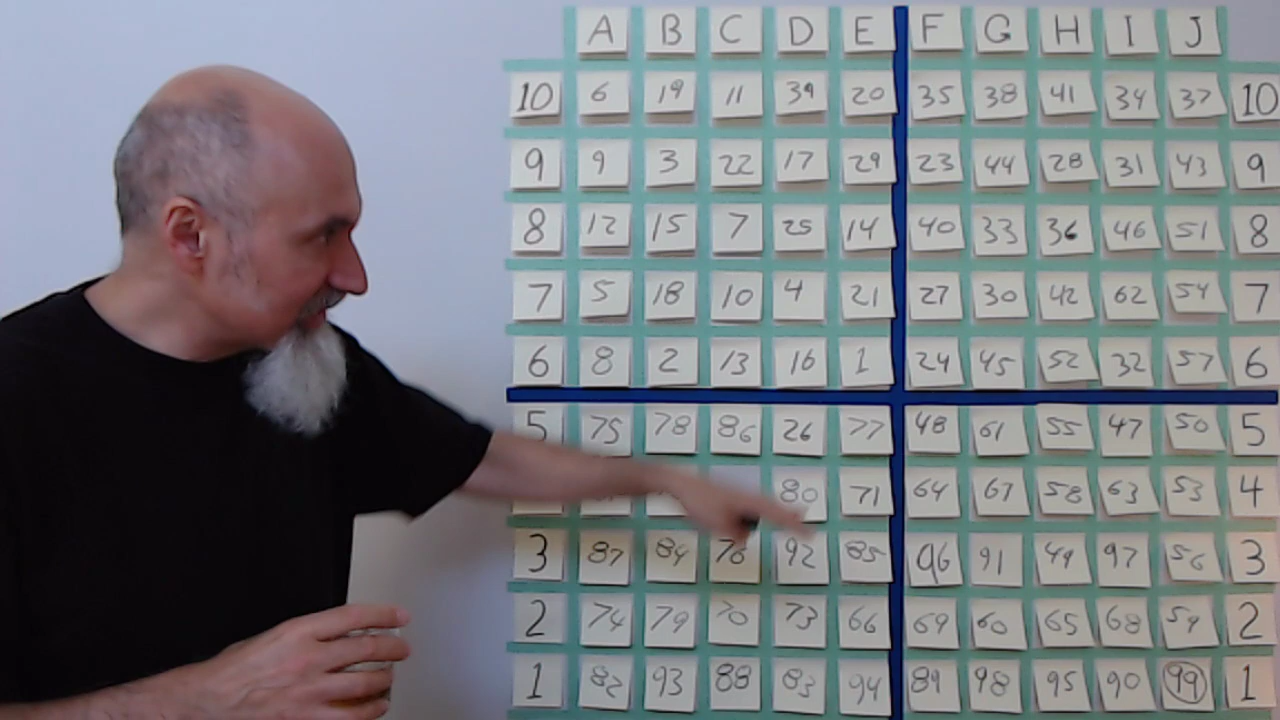 A B C D E F G H I J
10 6 19 11 39 20 35 38 41 34 37 10
9 9 3 22 17 29 23 44 28 31 43 9
8 12 15 7 25 14 40 33 36 46 51 8
7 5 18 10 4 21 27 30 42 62 54 7
6 8 2 13 16 1 24 45 52 32 57 6
5 75 78 86 26 77 48 61 55 47 50 5
80 71 64 67 58 63 53 4
3 87 84 76 92 85 96 91 49 97 56 3
2 74 79 70 73 66 69 60 65 68 59 2
1 82 93 88 83 94 89 98 95 90 99 1